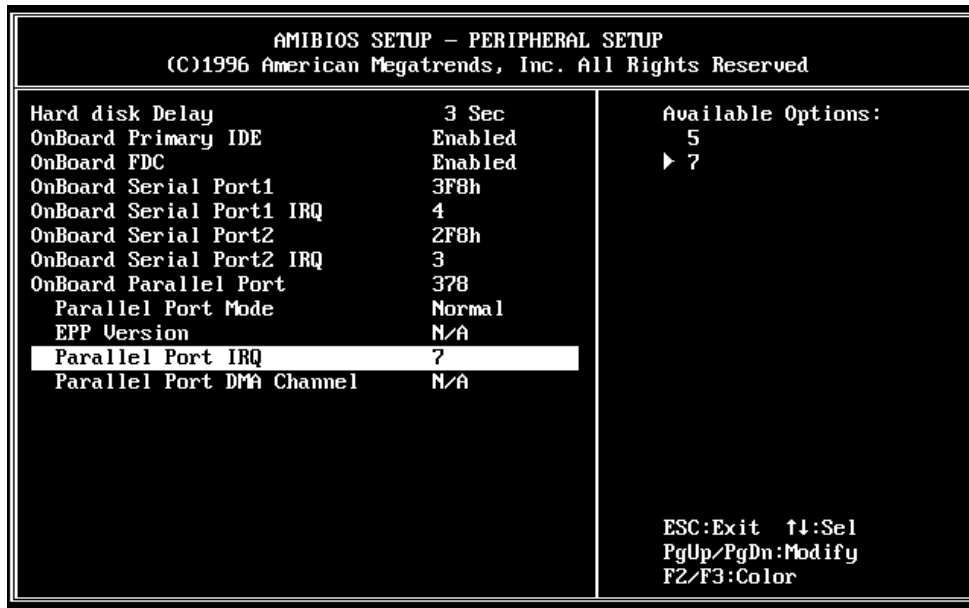 AMIBIOS SETUP - PERIPHERAL SETUP
(C)1996 American Megatrends, Inc. All Rights Reserved
Hard disk Delay 3 Sec
OnBoard Primary IDE Enabled
OnBoard FDC Enabled
OnBoard Serial Port1 3F8h
OnBoard Serial Port1 IRQ 4
OnBoard Serial Port2 2F8h
OnBoard Serial Port2 IRQ 3
OnBoard Parallel Port 378
Parallel Port Mode Normal
EPP Version N/A
Parallel Port IRQ 7
Parallel Port DMA Channel N/A
Available Options:
5
▶ 7
ESC:Exit ↑↓:Sel
PgUp/PgDn:Modify
F2/F3:Color